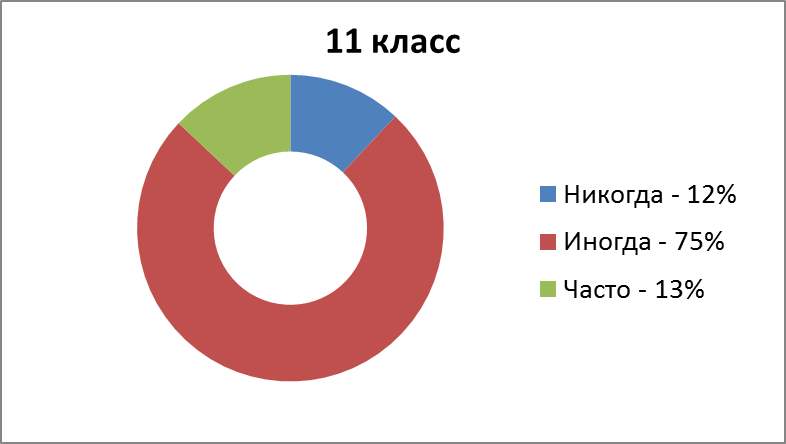 11 класс
Никогда - 12%
Иногда - 75%
Часто - 13%